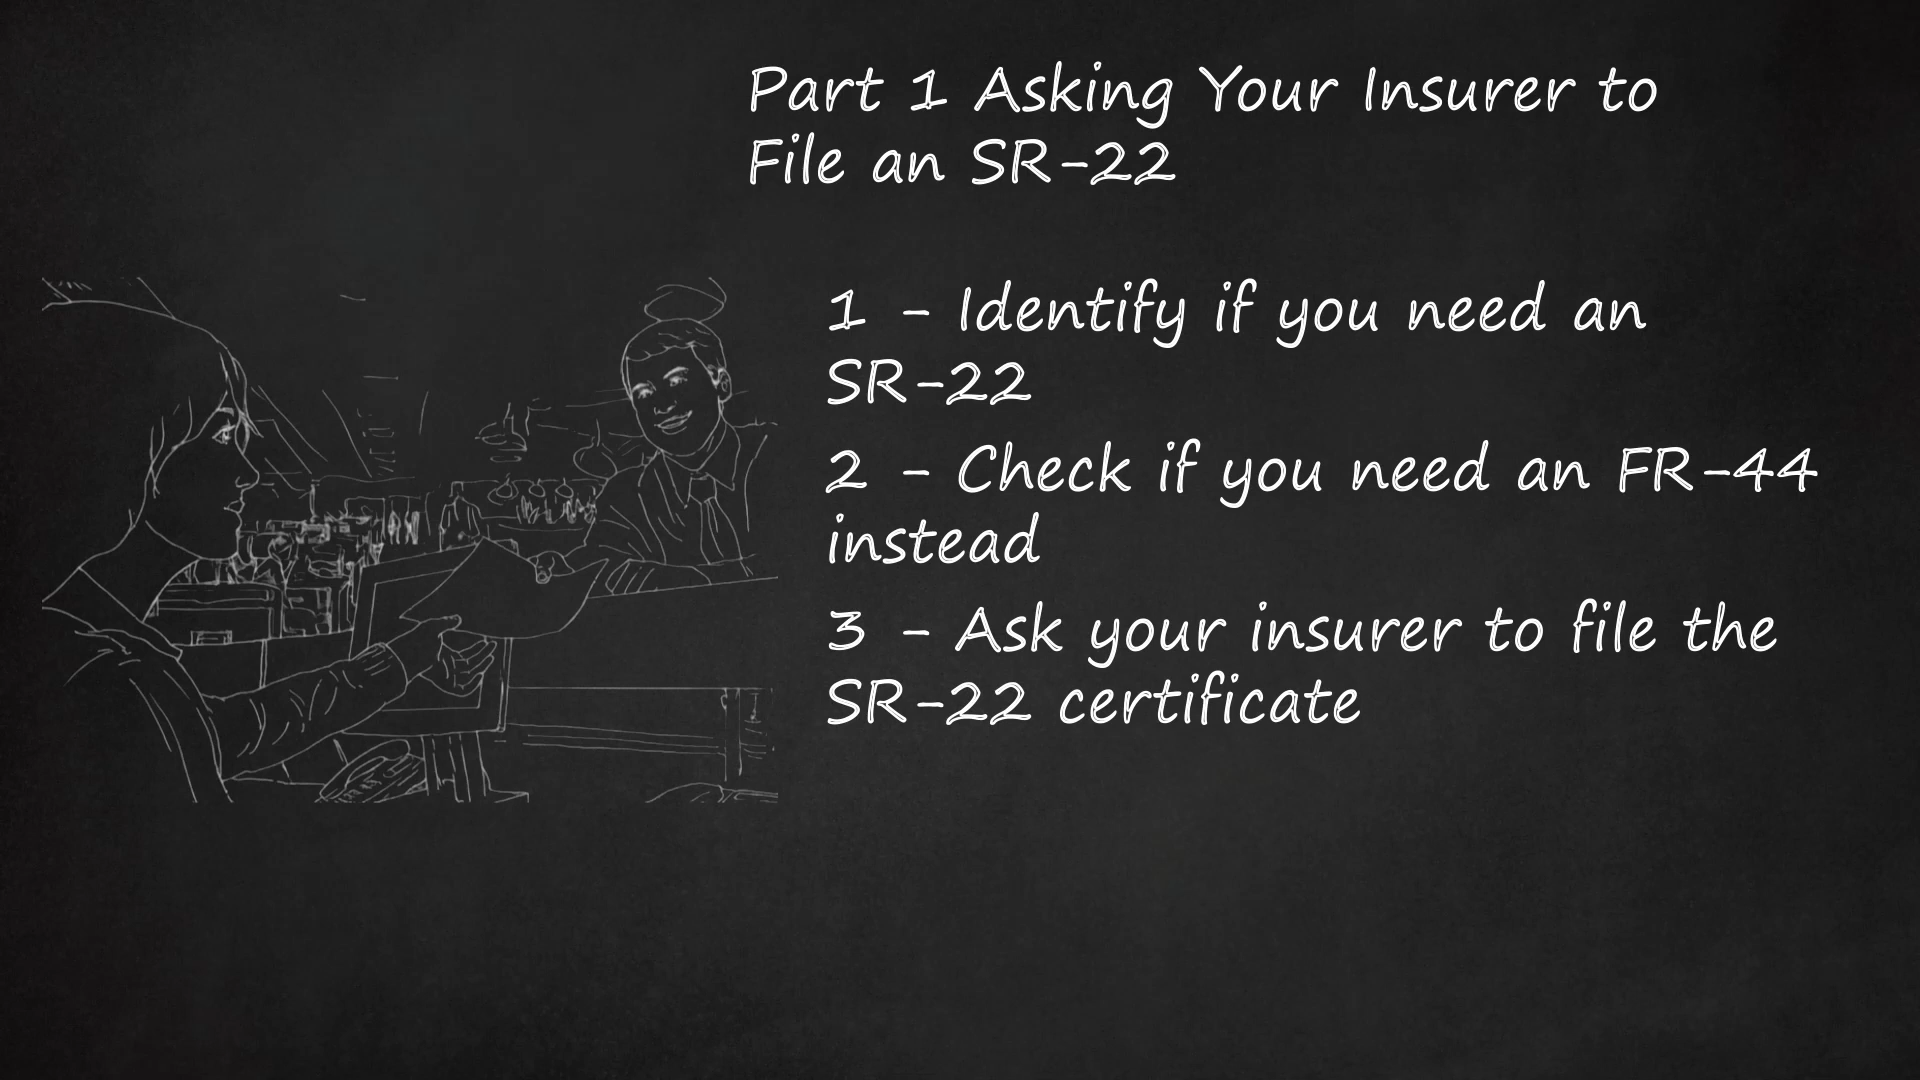 Part 1 Asking Your Insurer to
File an SR-22
1 - Identify if you need an
SR-22
2 - Check if you need an FR-44
instead
3 - Ask your insurer to file the
SR-22 certificate